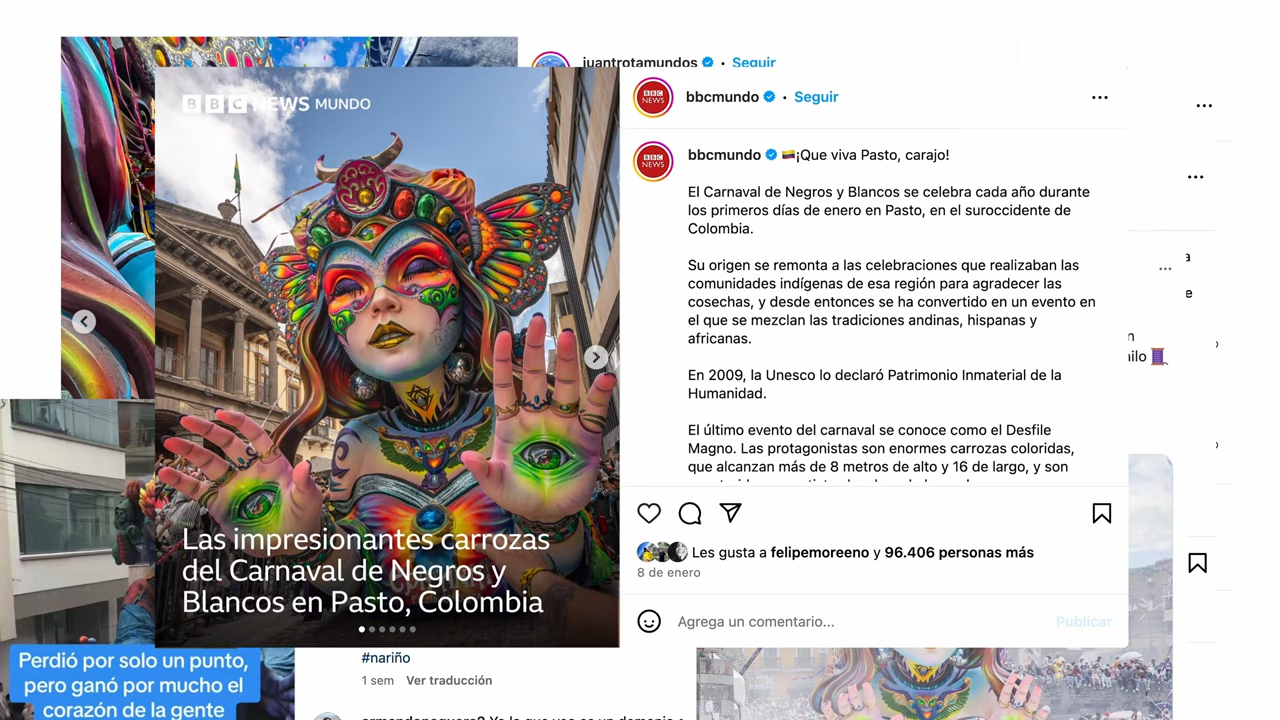 juantrotamundos • Seguir
BBC NEWS MUNDO
bbcmundo • Seguir
bbcmundo 🇨🇴¡Que viva Pasto, carajo!
El Carnaval de Negros y Blancos se celebra cada año durante
los primeros días de enero en Pasto, en el suroccidente de
Colombia.
Su origen se remonta a las celebraciones que realizaban las
comunidades indígenas de esa región para agradecer las
cosechas, y desde entonces se ha convertido en un evento en
el que se mezclan las tradiciones andinas, hispanas y
africanas.
En 2009, la Unesco lo declaró Patrimonio Inmaterial de la
Humanidad.
El último evento del carnaval se conoce como el Desfile
Magno. Las protagonistas son enormes carrozas coloridas,
que alcanzan más de 8 metros de alto y 16 de largo, y son
Les gusta a felipemoreeno y 96.406 personas más
8 de enero
Agrega un comentario...
Publicar
Las impresionantes carrozas
del Carnaval de Negros y
Blancos en Pasto, Colombia
Perdió por solo un punto,
pero ganó por mucho el
corazón de la gente
#nariño
1 sem Ver traducción